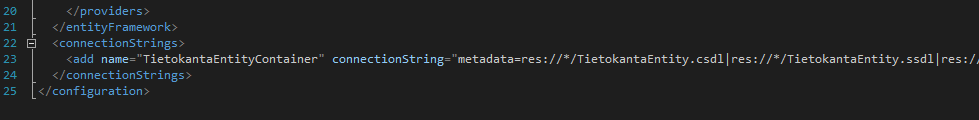 20 </providers>
21 </entityFramework>
22 <connectionStrings>
23 <add name="TietokantaEntityContainer" connectionString="metadata=res://*/TietokantaEntity.csdl|res://*/TietokantaEntity.ssdl|res://
24 </connectionStrings>
25 </configuration>